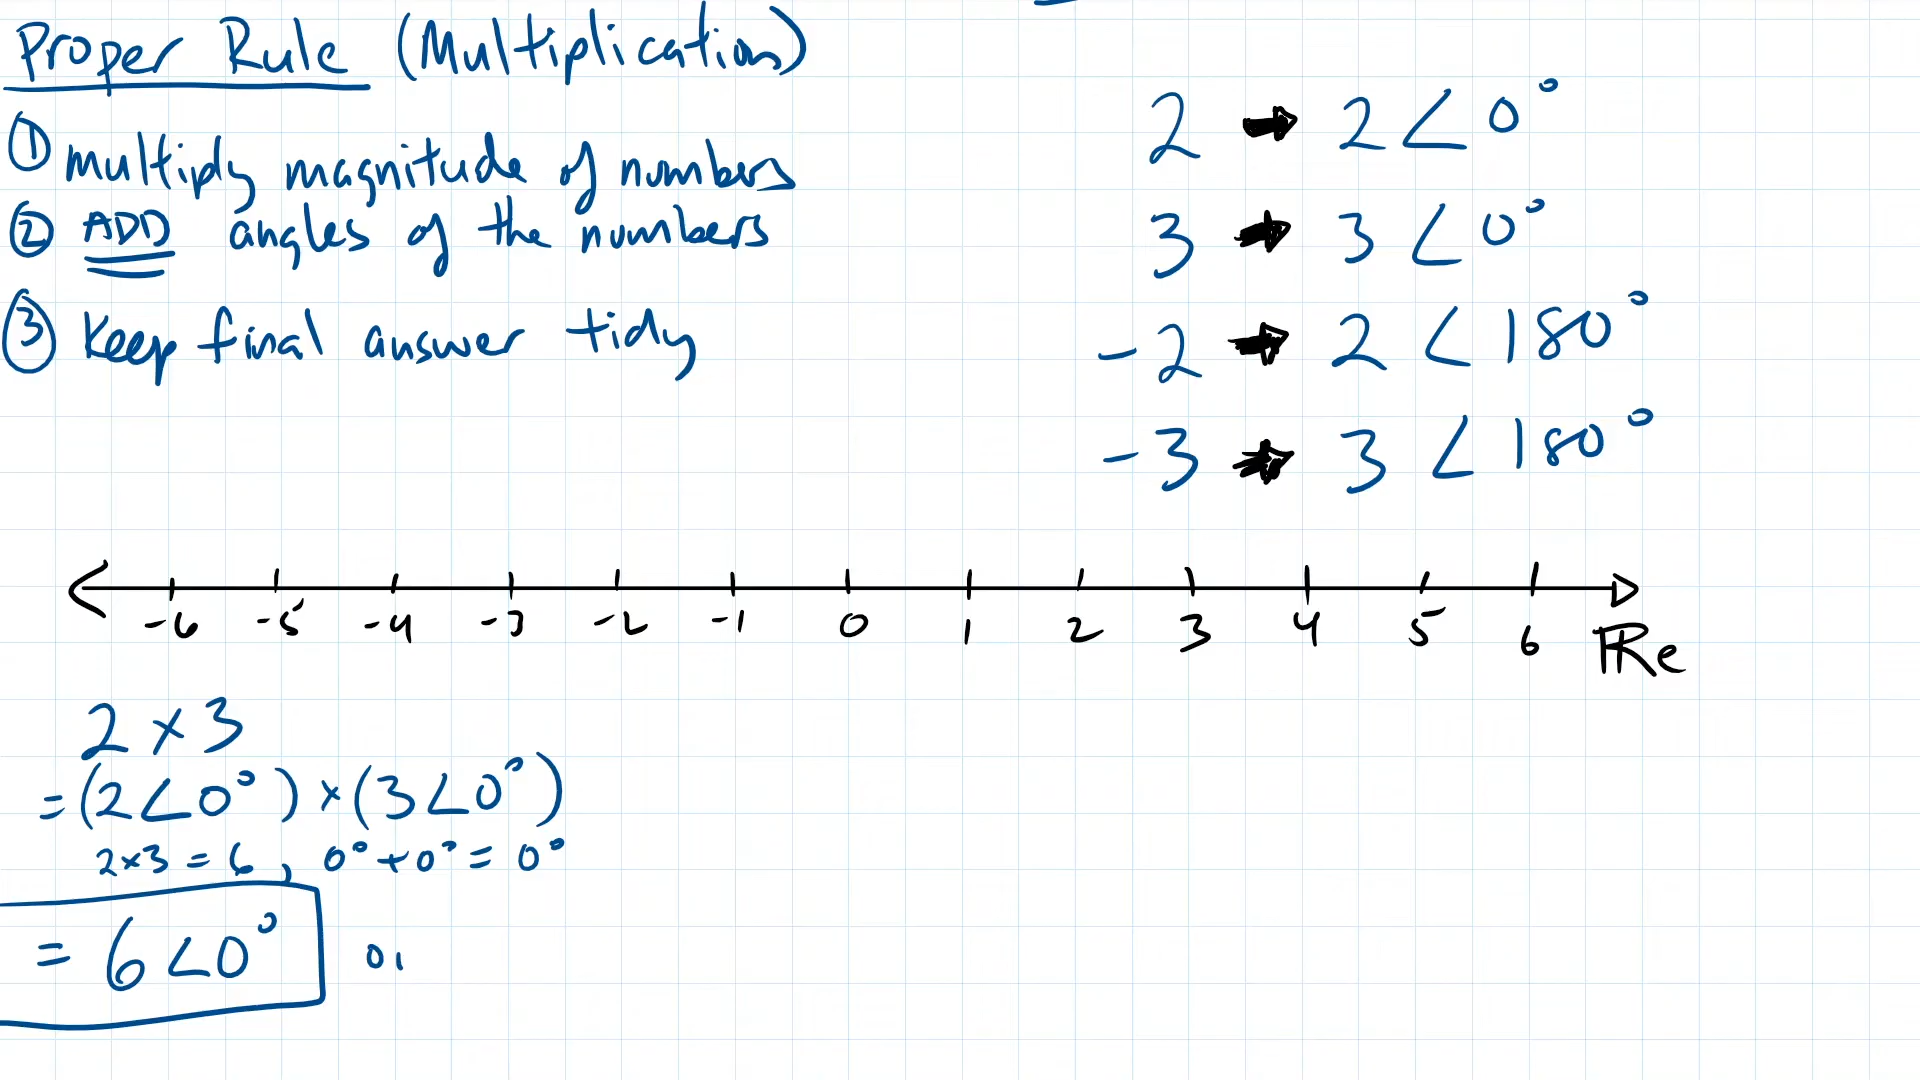 Proper Rule (Multiplication)
① multiply magnitude of numbers
② ADD angles of the numbers
③ Keep final answer tidy
2 → 2 ∠ 0°
3 → 3 ∠ 0°
-2 → 2 ∠ 180°
-3 → 3 ∠ 180°
-6 -5 -4 -3 -2 -1 0 1 2 3 4 5 6 Re
2 × 3
= (2∠0°) × (3∠0°)
2×3 = 6, 0° + 0° = 0°
= 6∠0°